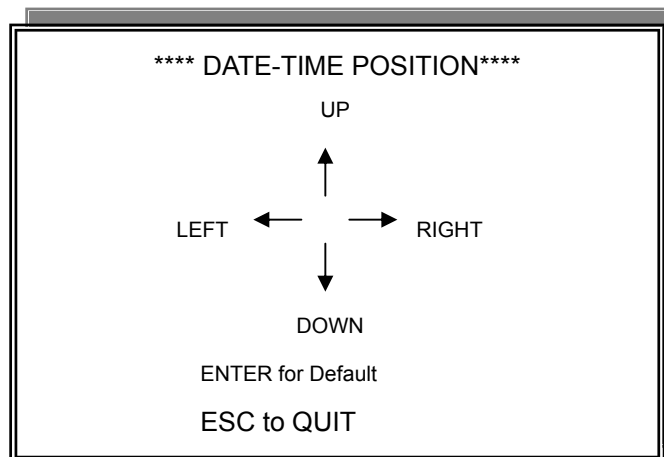 **** DATE-TIME POSITION****
UP
LEFT RIGHT
DOWN
ENTER for Default
ESC to QUIT